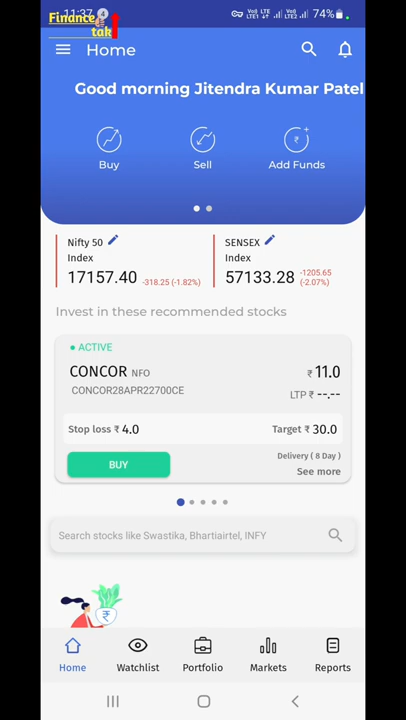 11:37 4 74%
Finance
tak
Home
Good morning Jitendra Kumar Patel
Buy Sell Add Funds
Nifty 50 SENSEX
Index Index
17157.40 -318.25 (-1.82%) 57133.28 -1205.65 (-2.07%)
Invest in these recommended stocks
ACTIVE
CONCOR NFO ₹ 11.0
CONCOR28APR22700CE LTP ₹ --.--
Stop loss ₹ 4.0 Target ₹ 30.0
BUY Delivery ( 8 Day )
See more
Search stocks like Swastika, Bhartiairtel, INFY
₹
Home Watchlist Portfolio Markets Reports